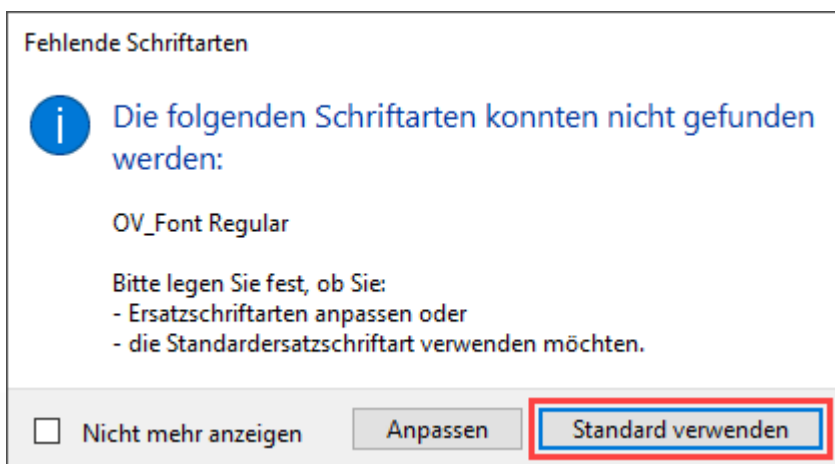 Fehlende Schriftarten
Die folgenden Schriftarten konnten nicht gefunden
werden:
OV_Font Regular
Bitte legen Sie fest, ob Sie:
- Ersatzschriftarten anpassen oder
- die Standardersatzschriftart verwenden möchten.
Nicht mehr anzeigen
Anpassen
Standard verwenden